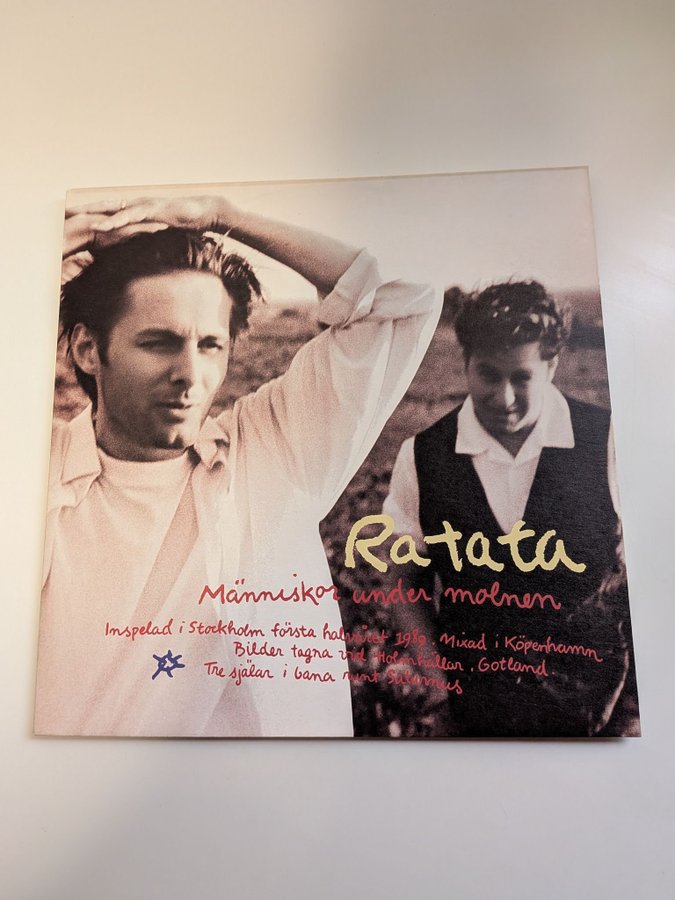 Ratata
Människor under molnen
Inspelad i Stockholm första halvåret 1989. Mixad i Köpenhamn
Bilder tagna vid Holmhällar, Gotland.
Tre själar i bana runt Saturnus